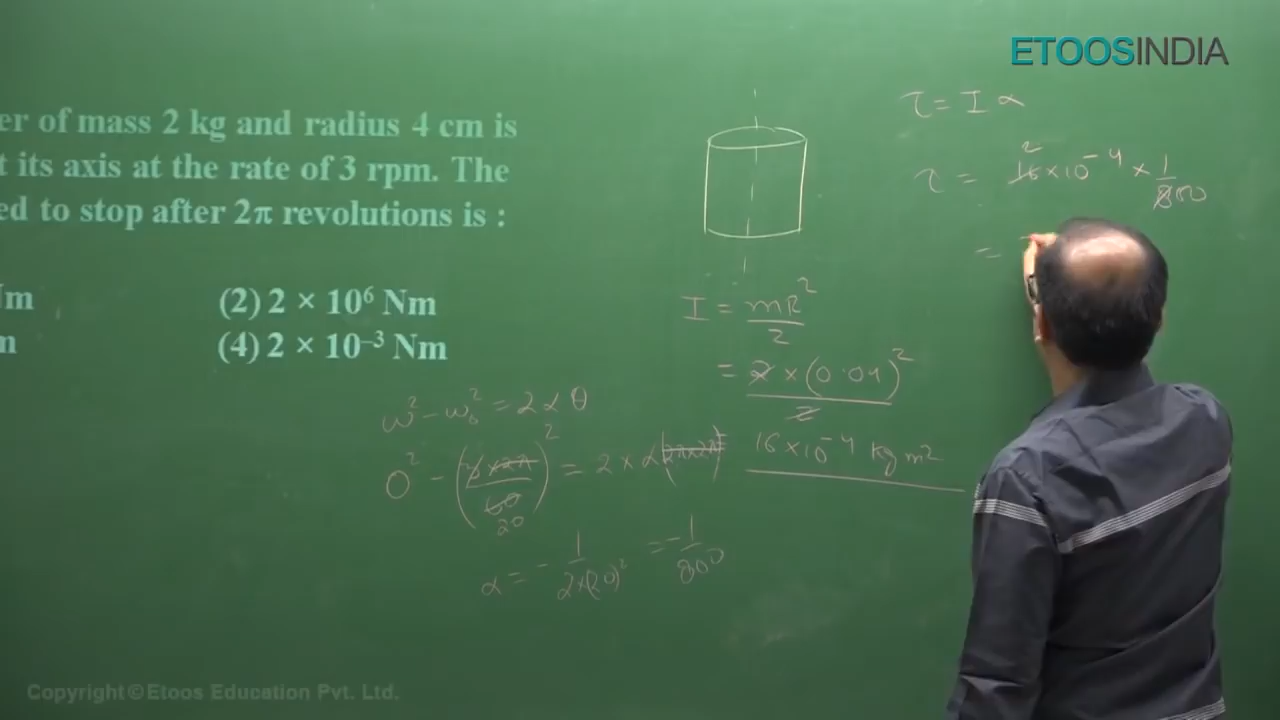 ETOOSINDIA
er of mass 2 kg and radius 4 cm is
t its axis at the rate of 3 rpm. The
ed to stop after 2π revolutions is :
Nm
(2) 2 × 10⁶ Nm
(4) 2 × 10⁻³ Nm
ω² - ω₀² = 2αθ
α = - 1/(2×(20)²) = - 1/800
I = mR²/2
= 2 × (0.04)²/2
16×10⁻⁴ kg m²
τ = I α
τ = 16×10⁻⁴ × 1/800
2
=
Copyright © Etoos Education Pvt. Ltd.